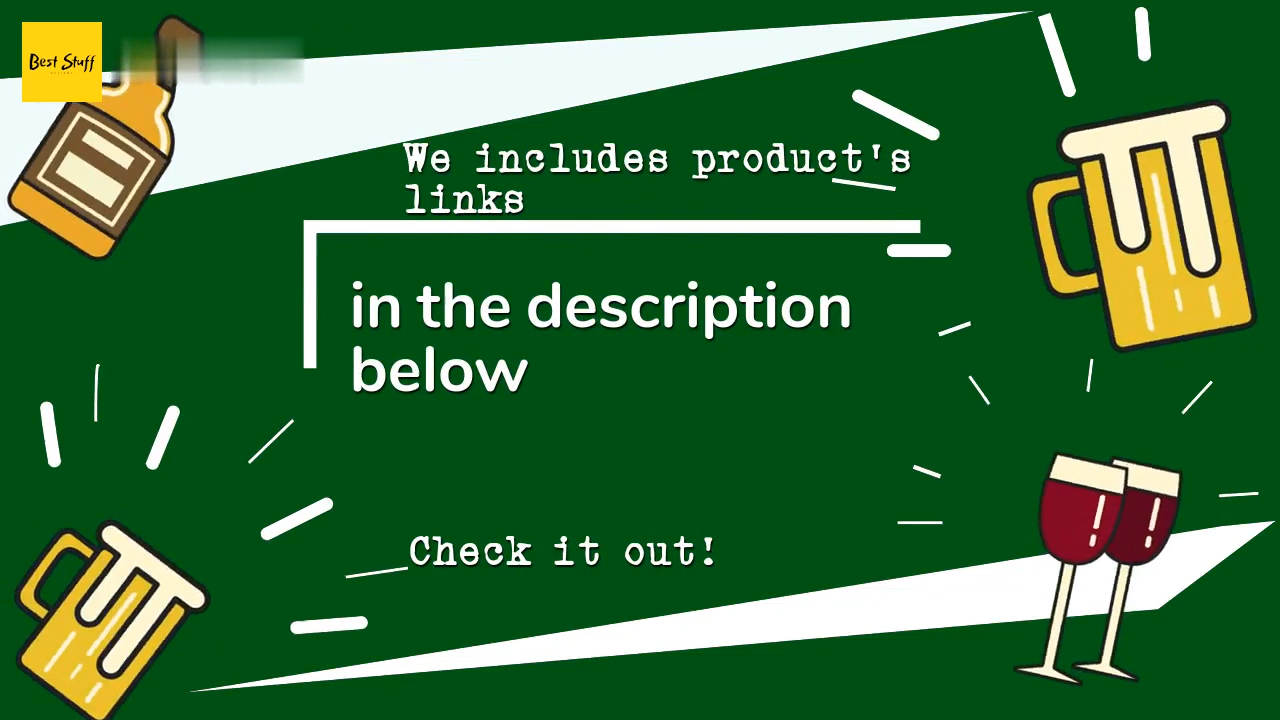 Best Stuff
We includes product's
links
in the description
below
Check it out!